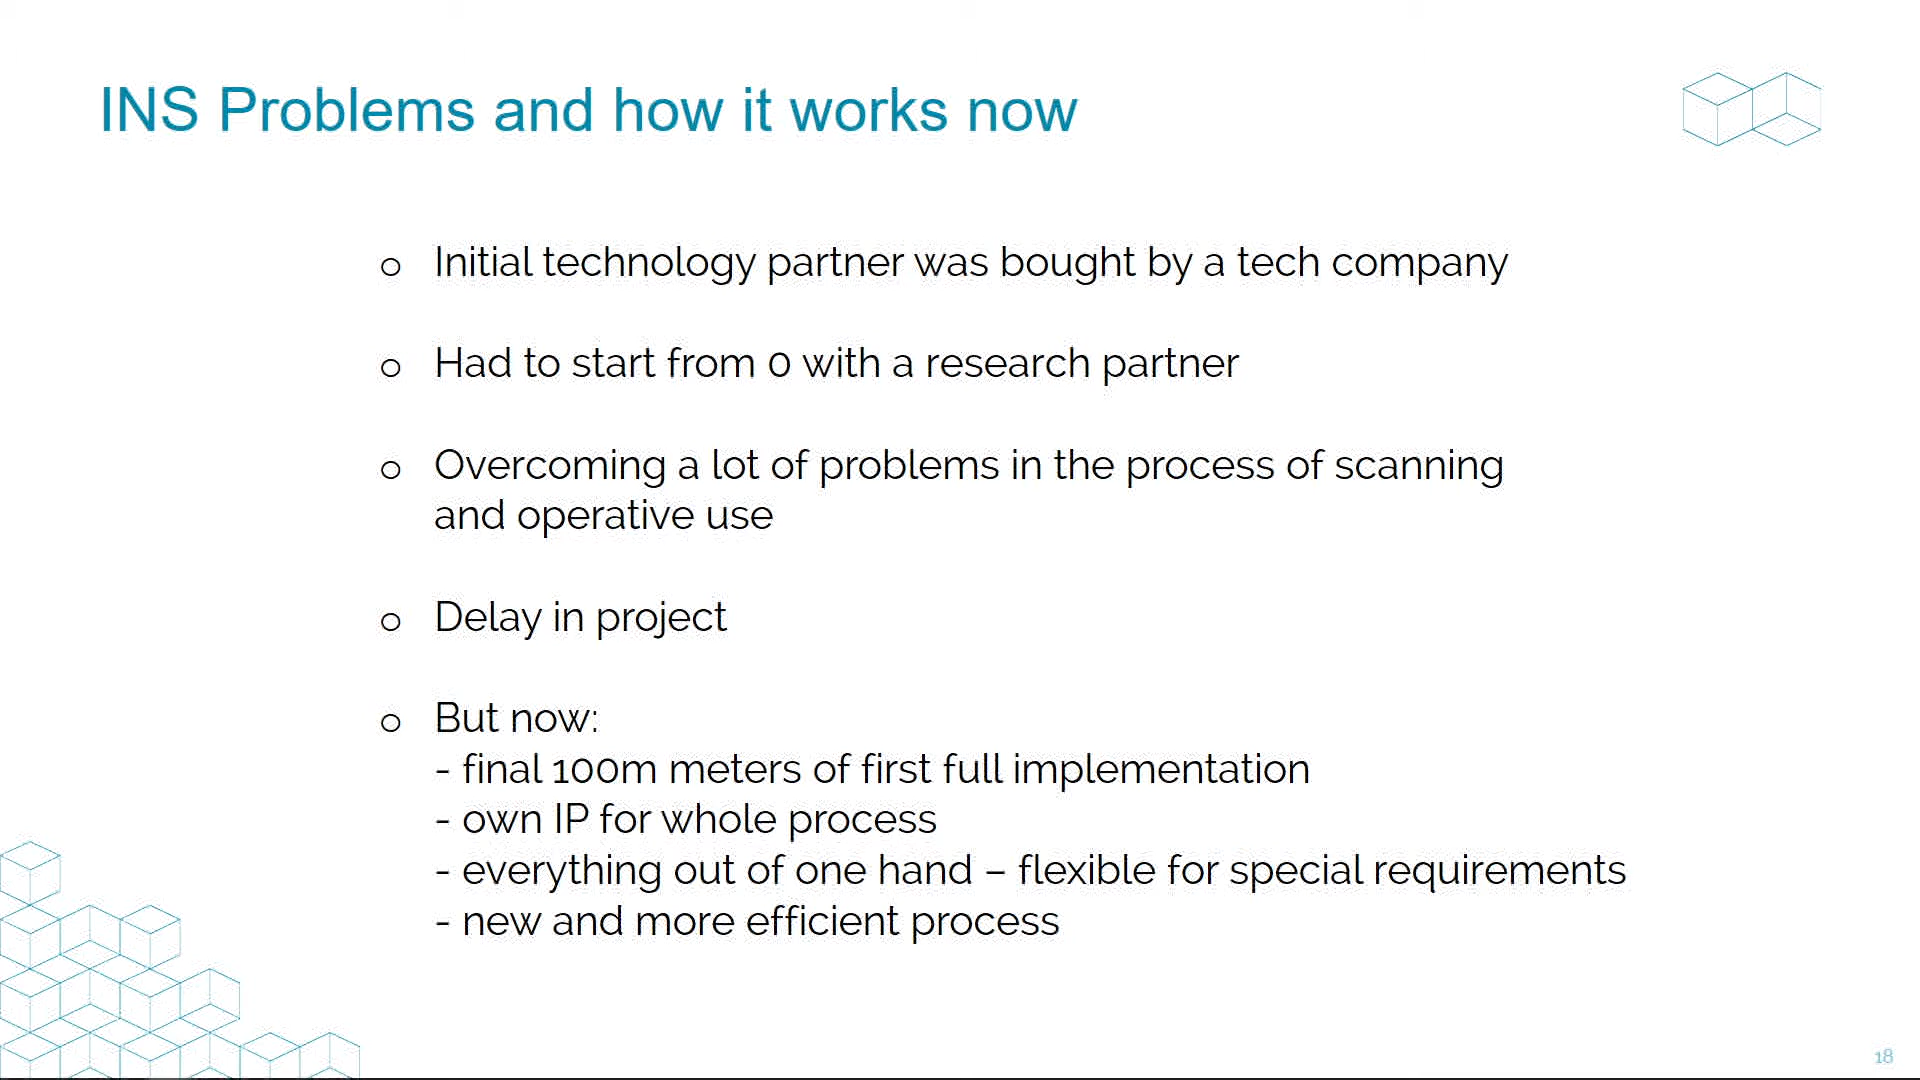 INS Problems and how it works now
o Initial technology partner was bought by a tech company
o Had to start from 0 with a research partner
o Overcoming a lot of problems in the process of scanning
and operative use
o Delay in project
o But now:
- final 100m meters of first full implementation
- own IP for whole process
- everything out of one hand – flexible for special requirements
- new and more efficient process
18